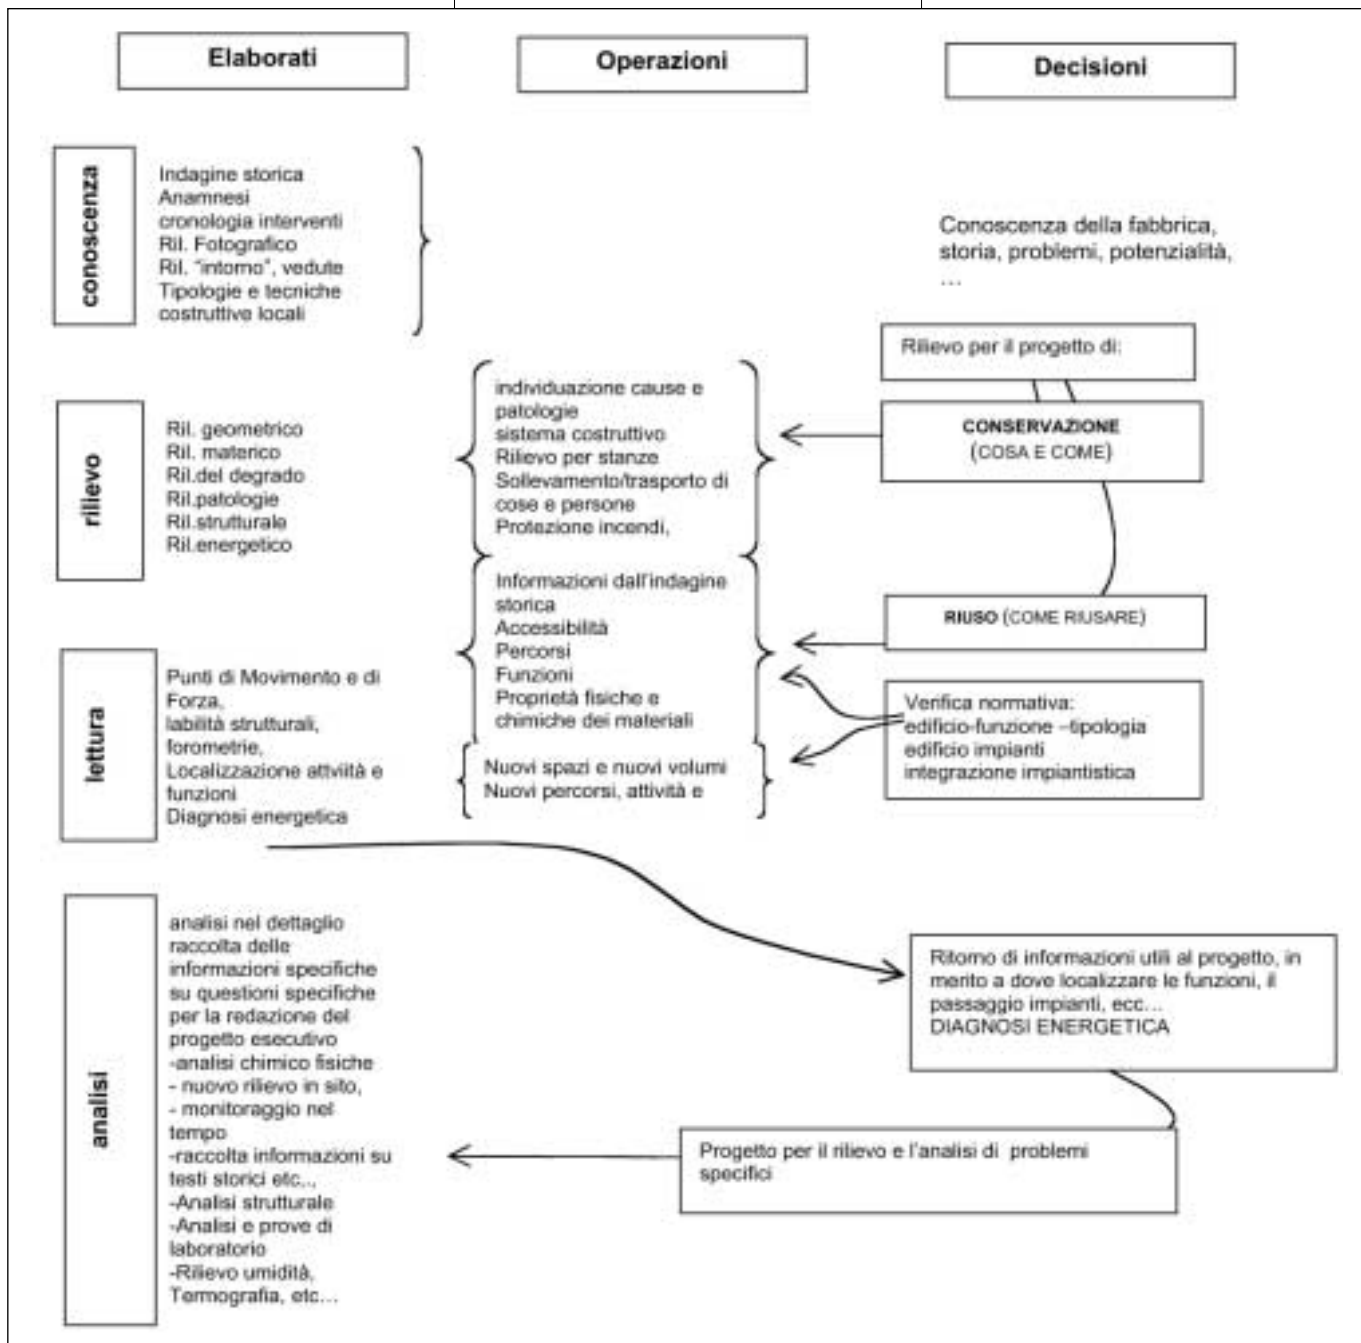 Elaborati
Operazioni
Decisioni
conoscenza
Indagine storica
Anamnesi
cronologia interventi
Ril. Fotografico
Ril. “intorno”, vedute
Tipologie e tecniche
costruttive locali
Conoscenza della fabbrica,
storia, problemi, potenzialità,
…
Rilievo per il progetto di:
rilievo
Ril. geometrico
Ril. materico
Ril.del degrado
Ril.patologie
Ril.strutturale
Ril.energetico
individuazione cause e
patologie
sistema costruttivo
Rilievo per stanze
Sollevamento/trasporto di
cose e persone
Protezione incendi,
CONSERVAZIONE
(COSA E COME)
Informazioni dall’indagine
storica
Accessibilità
Percorsi
Funzioni
Proprietà fisiche e
chimiche dei materiali
RIUSO (COME RIUSARE)
lettura
Punti di Movimento e di
Forza,
labilità strutturali,
forometrie,
Localizzazione attviità e
funzioni
Diagnosi energetica
Nuovi spazi e nuovi volumi
Nuovi percorsi, attività e
Verifica normativa:
edificio-funzione –tipologia
edificio impianti
integrazione impiantistica
analisi
analisi nel dettaglio
raccolta delle
informazioni specifiche
su questioni specifiche
per la redazione del
progetto esecutivo
-analisi chimico fisiche
- nuovo rilievo in sito,
- monitoraggio nel
tempo
-raccolta informazioni su
testi storici etc..,
-Analisi strutturale
-Analisi e prove di
laboratorio
-Rilievo umidità,
Termografia, etc…
Ritorno di informazioni utili al progetto, in
merito a dove localizzare le funzioni, il
passaggio impianti, ecc…
DIAGNOSI ENERGETICA
Progetto per il rilievo e l’analisi di problemi
specifici